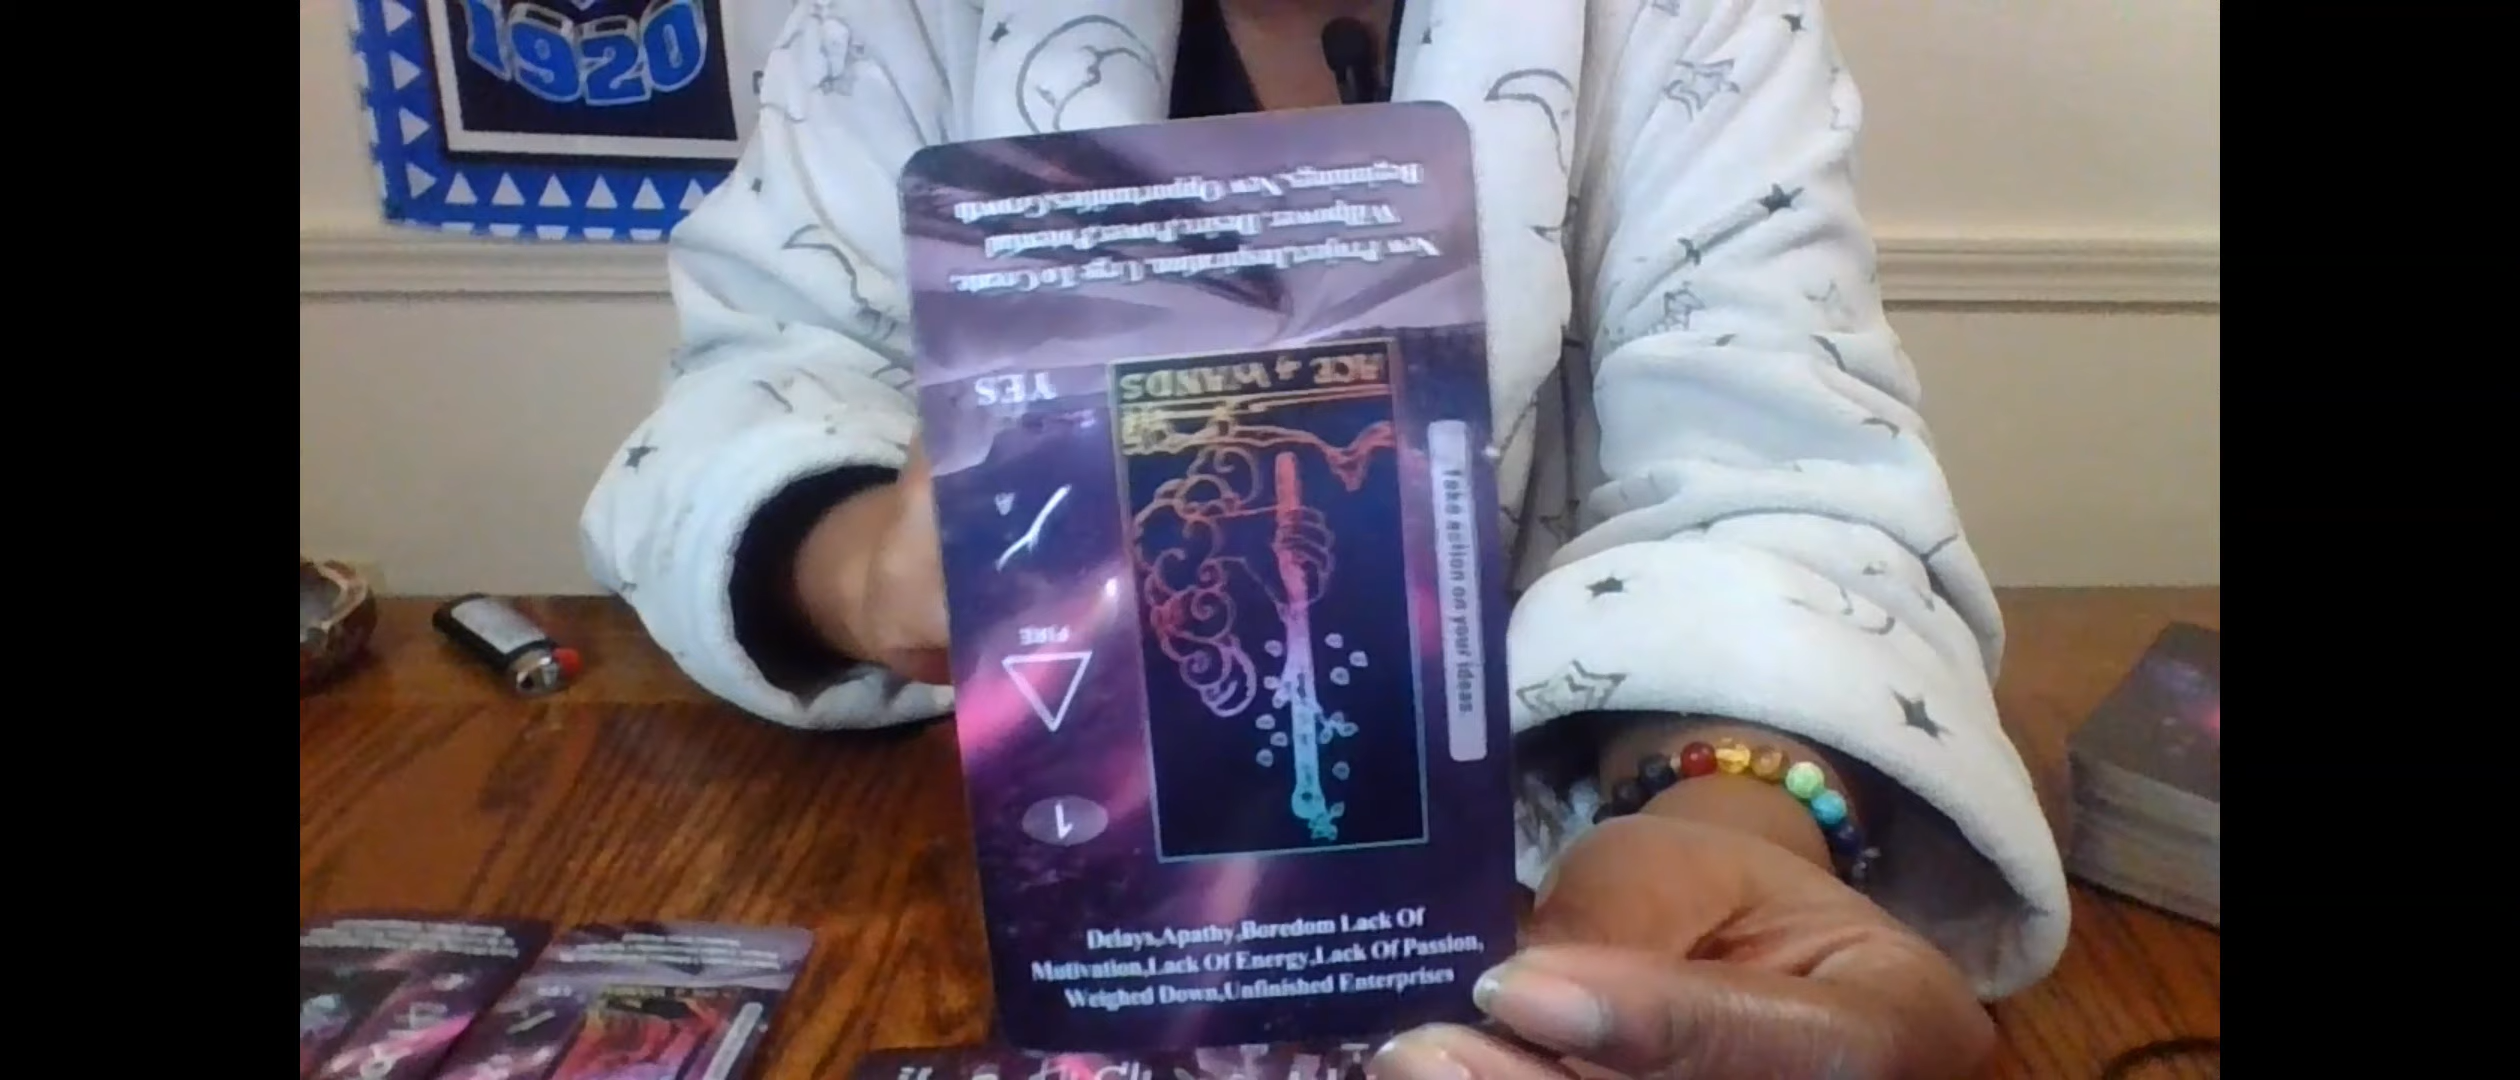 1920
Beginnings,New Opportunities,Growth
Willpower, Desire,Power,Potential
New Project,Inspiration,Urge To Create,
ACE of WANDS
YES
A
FIRE
1
Take action on your ideas
Delays,Apathy,Boredom Lack Of
Motivation,Lack Of Energy,Lack Of Passion,
Weighed Down,Unfinished Enterprises